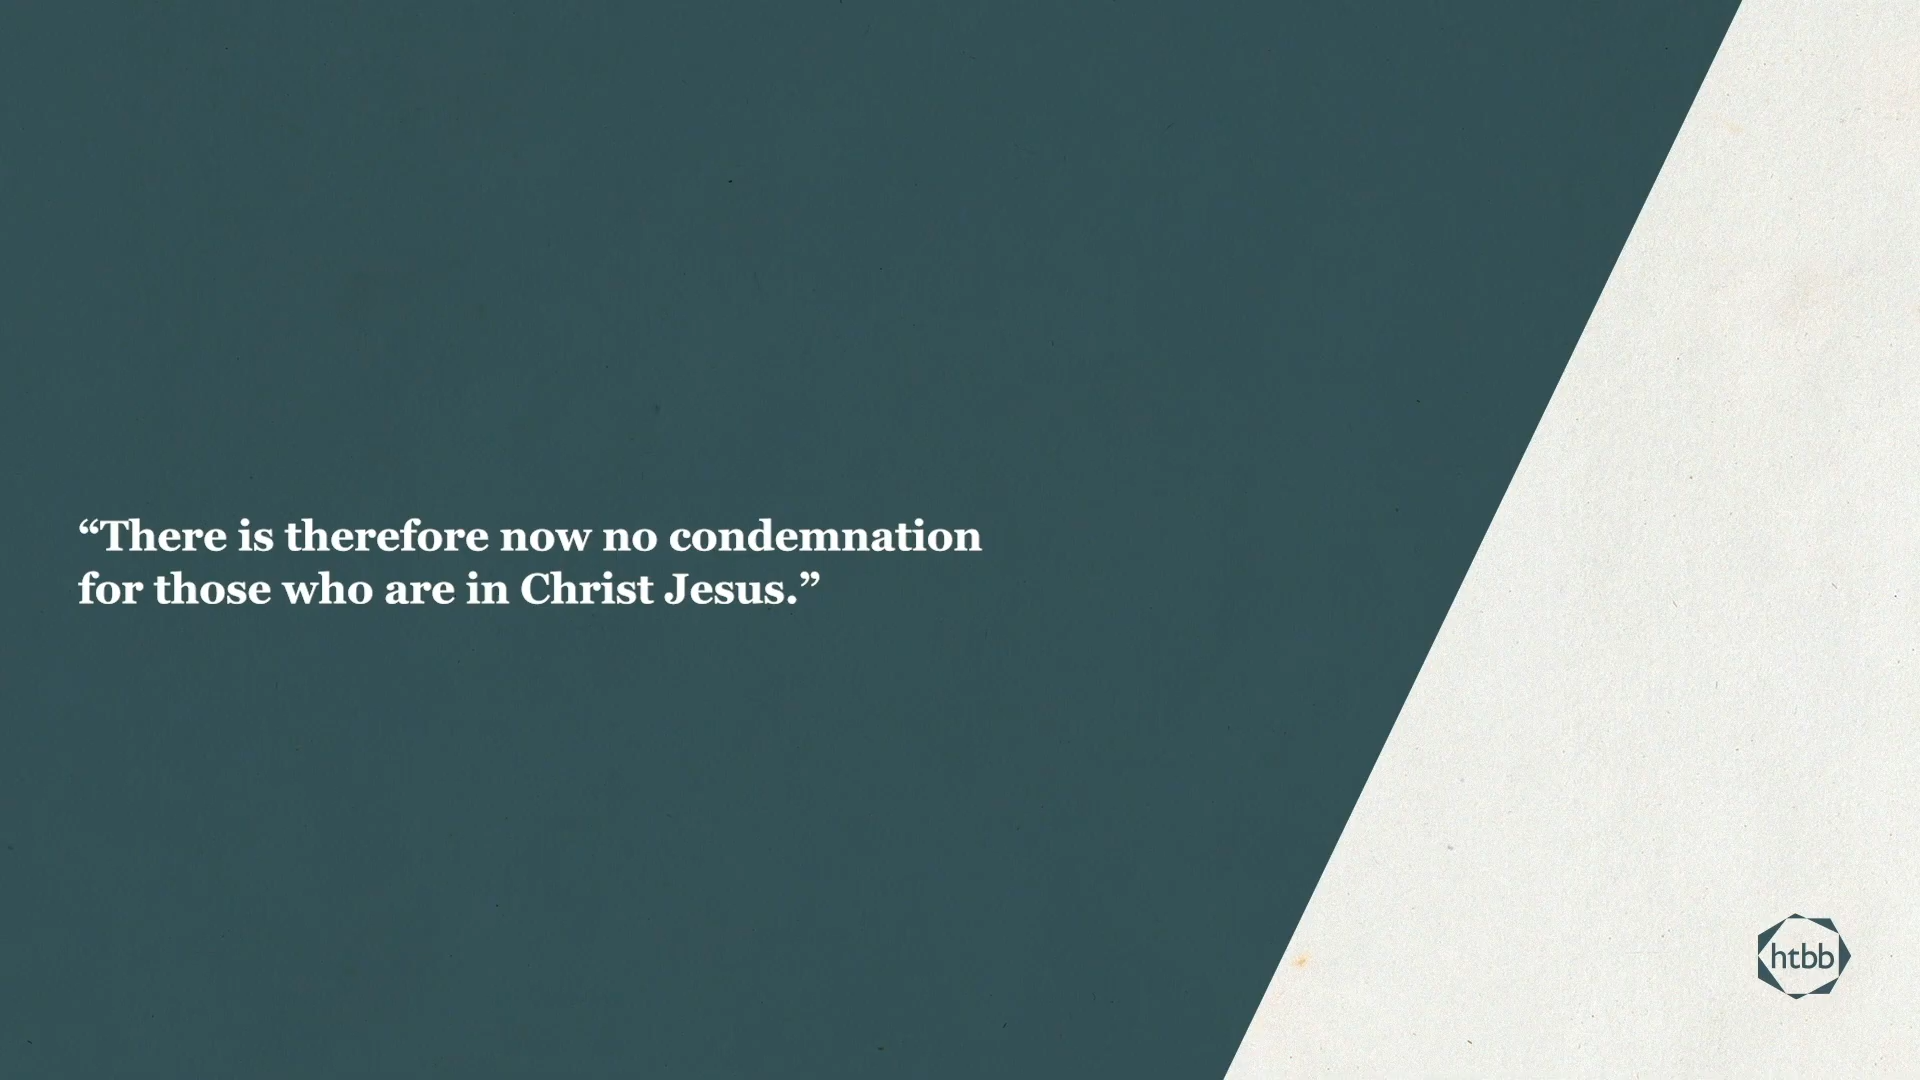 “There is therefore now no condemnation
for those who are in Christ Jesus.”
htbb